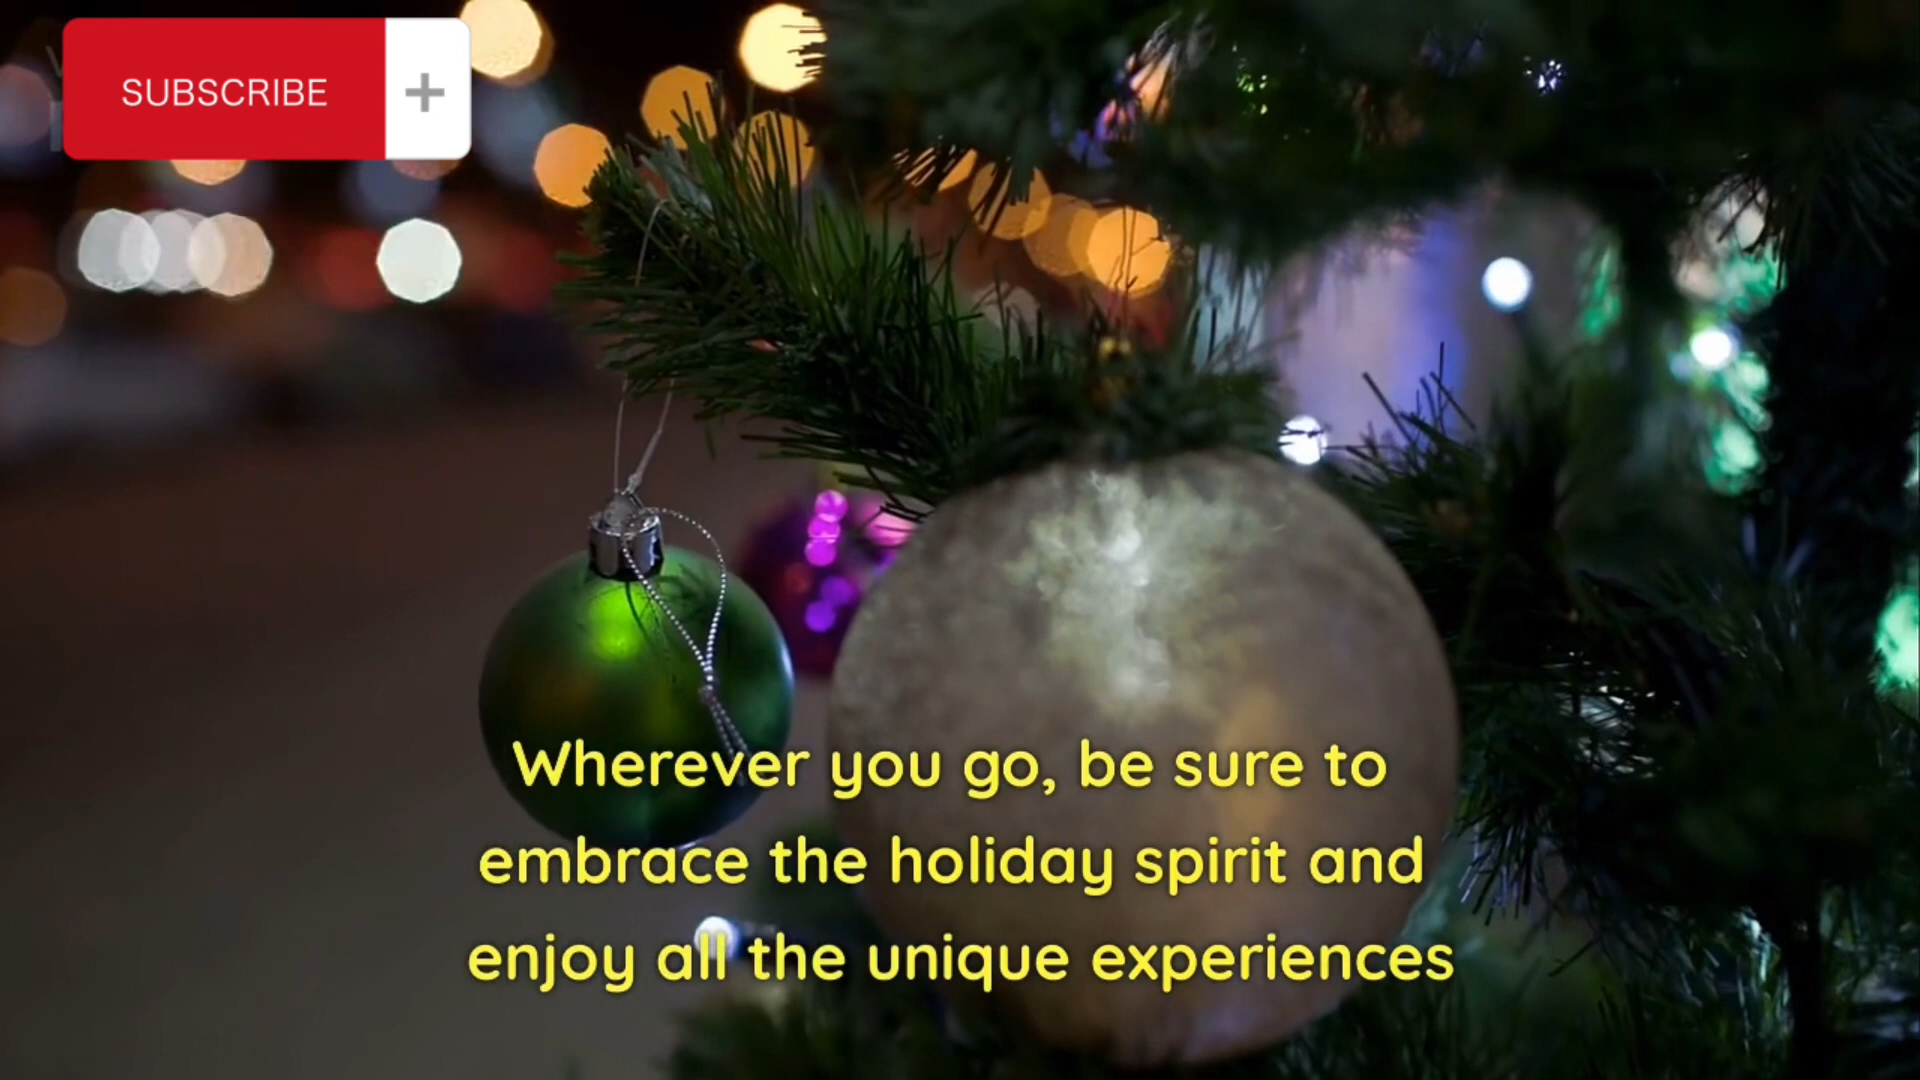 SUBSCRIBE +
Wherever you go, be sure to
embrace the holiday spirit and
enjoy all the unique experiences